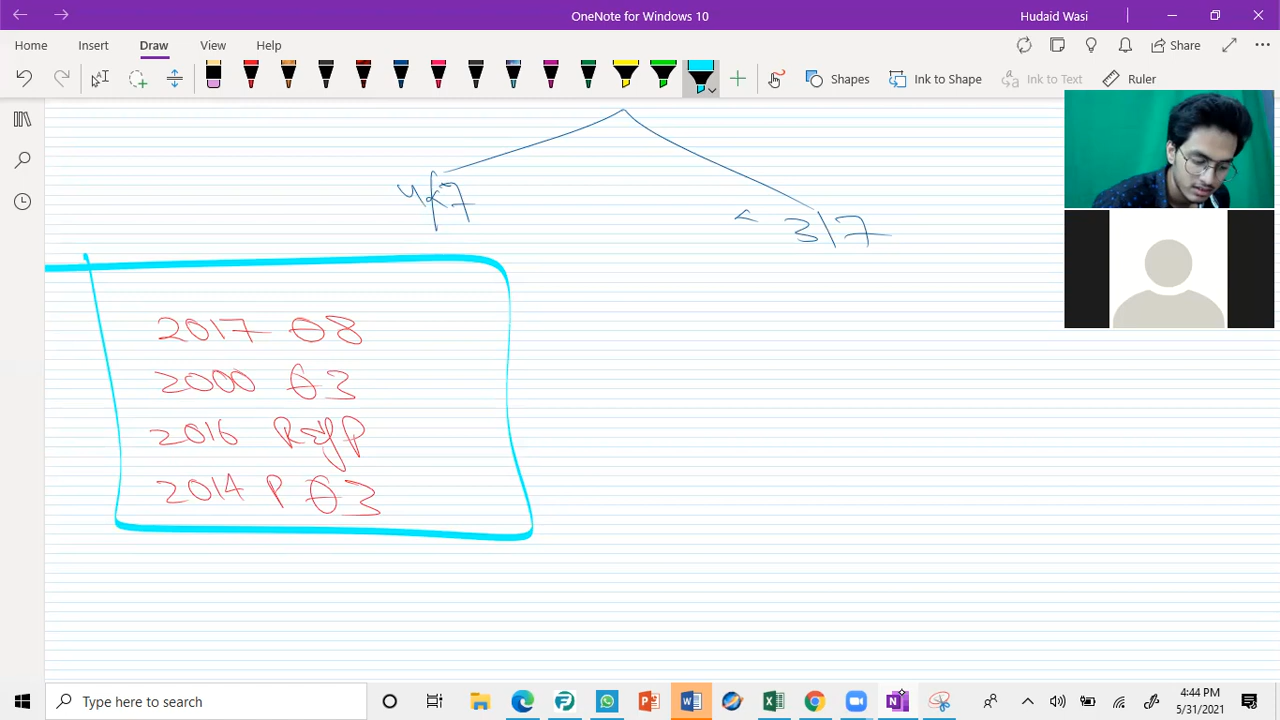 OneNote for Windows 10
Hudaid Wasi
Home Insert Draw View Help
Share
Shapes
Ink to Shape
Ink to Text
Ruler
3\7
2017 Q8
2000 Q3
2016
2014 P Q3
Type here to search
4:44 PM
5/31/2021